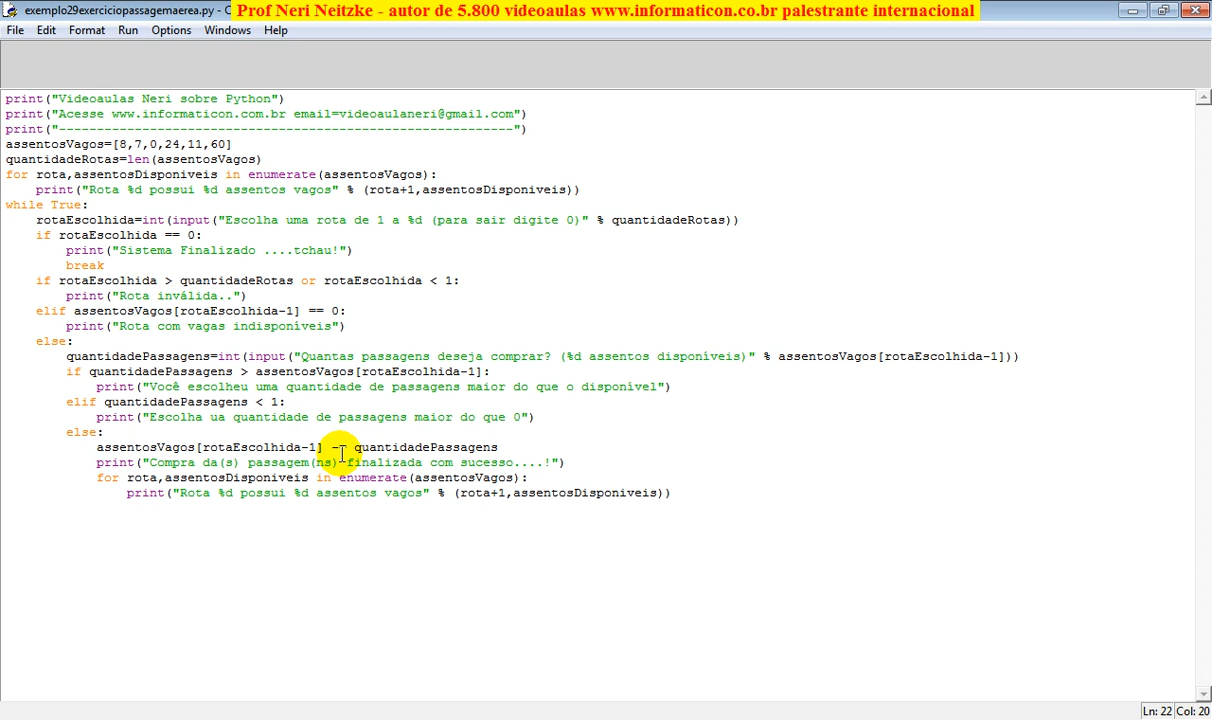 exemplo29exerciciopassagemaerea.py - C
Prof Neri Neitzke - autor de 5.800 videoaulas www.informaticon.co.br palestrante internacional
File Edit Format Run Options Windows Help
print("Videoaulas Neri sobre Python")
print("Acesse www.informaticon.com.br email=videoaulaneri@gmail.com")
print("------------------------------------------------------------")
assentosVagos=[8,7,0,24,11,60]
quantidadeRotas=len(assentosVagos)
for rota,assentosDisponiveis in enumerate(assentosVagos):
    print("Rota %d possui %d assentos vagos" % (rota+1,assentosDisponiveis))
while True:
    rotaEscolhida=int(input("Escolha uma rota de 1 a %d (para sair digite 0)" % quantidadeRotas))
    if rotaEscolhida == 0:
        print("Sistema Finalizado ....tchau!")
        break
    if rotaEscolhida > quantidadeRotas or rotaEscolhida < 1:
        print("Rota inválida..")
    elif assentosVagos[rotaEscolhida-1] == 0:
        print("Rota com vagas indisponíveis")
    else:
        quantidadePassagens=int(input("Quantas passagens deseja comprar? (%d assentos disponíveis)" % assentosVagos[rotaEscolhida-1]))
        if quantidadePassagens > assentosVagos[rotaEscolhida-1]:
            print("Você escolheu uma quantidade de passagens maior do que o disponível")
        elif quantidadePassagens < 1:
            print("Escolha ua quantidade de passagens maior do que 0")
        else:
            assentosVagos[rotaEscolhida-1] -= quantidadePassagens
            print("Compra da(s) passagem(ns) finalizada com sucesso....!")
            for rota,assentosDisponiveis in enumerate(assentosVagos):
                print("Rota %d possui %d assentos vagos" % (rota+1,assentosDisponiveis))
Ln: 22 Col: 20